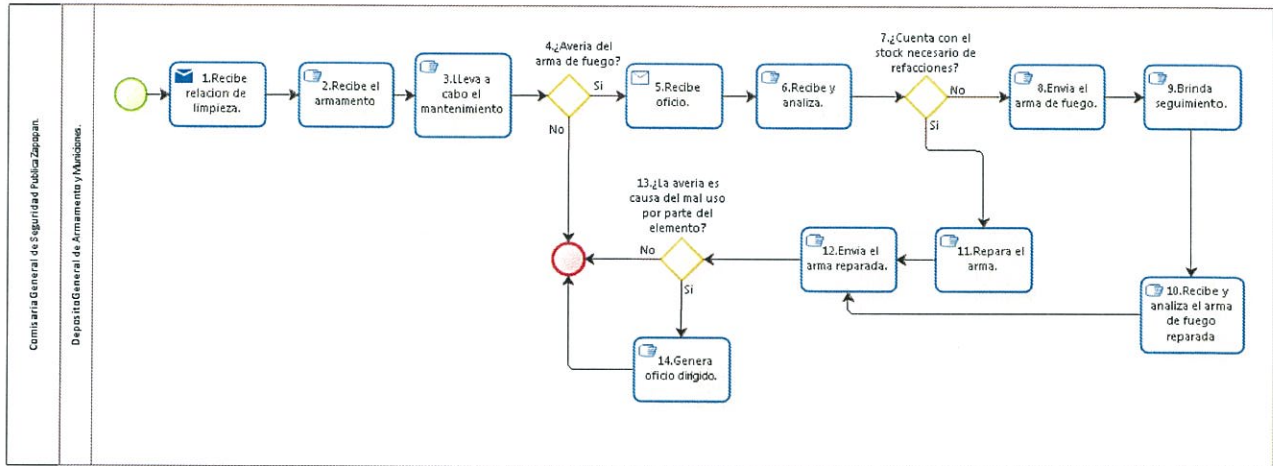 Comisaria General de Seguridad Publica Zapopan.
Deposito General de Armamento y Municiones.
1.Recibe
relacion de
limpieza.
2.Recibe el
armamento
3.LLeva a
cabo el
mantenimiento
4.¿Averia del
arma de fuego?
Si
No
5.Recibe
oficio.
6.Recibe y
analiza.
7.¿Cuenta con el
stock necesario de
refacciones?
No
Si
8.Envia el
arma de fuego.
9.Brinda
seguimiento.
10.Recibe y
analiza el arma
de fuego
reparada
11.Repara el
arma.
12.Envia el
arma reparada.
13.¿La averia es
causa del mal uso
por parte del
elemento?
No
Si
14.Genera
oficio dirigido.